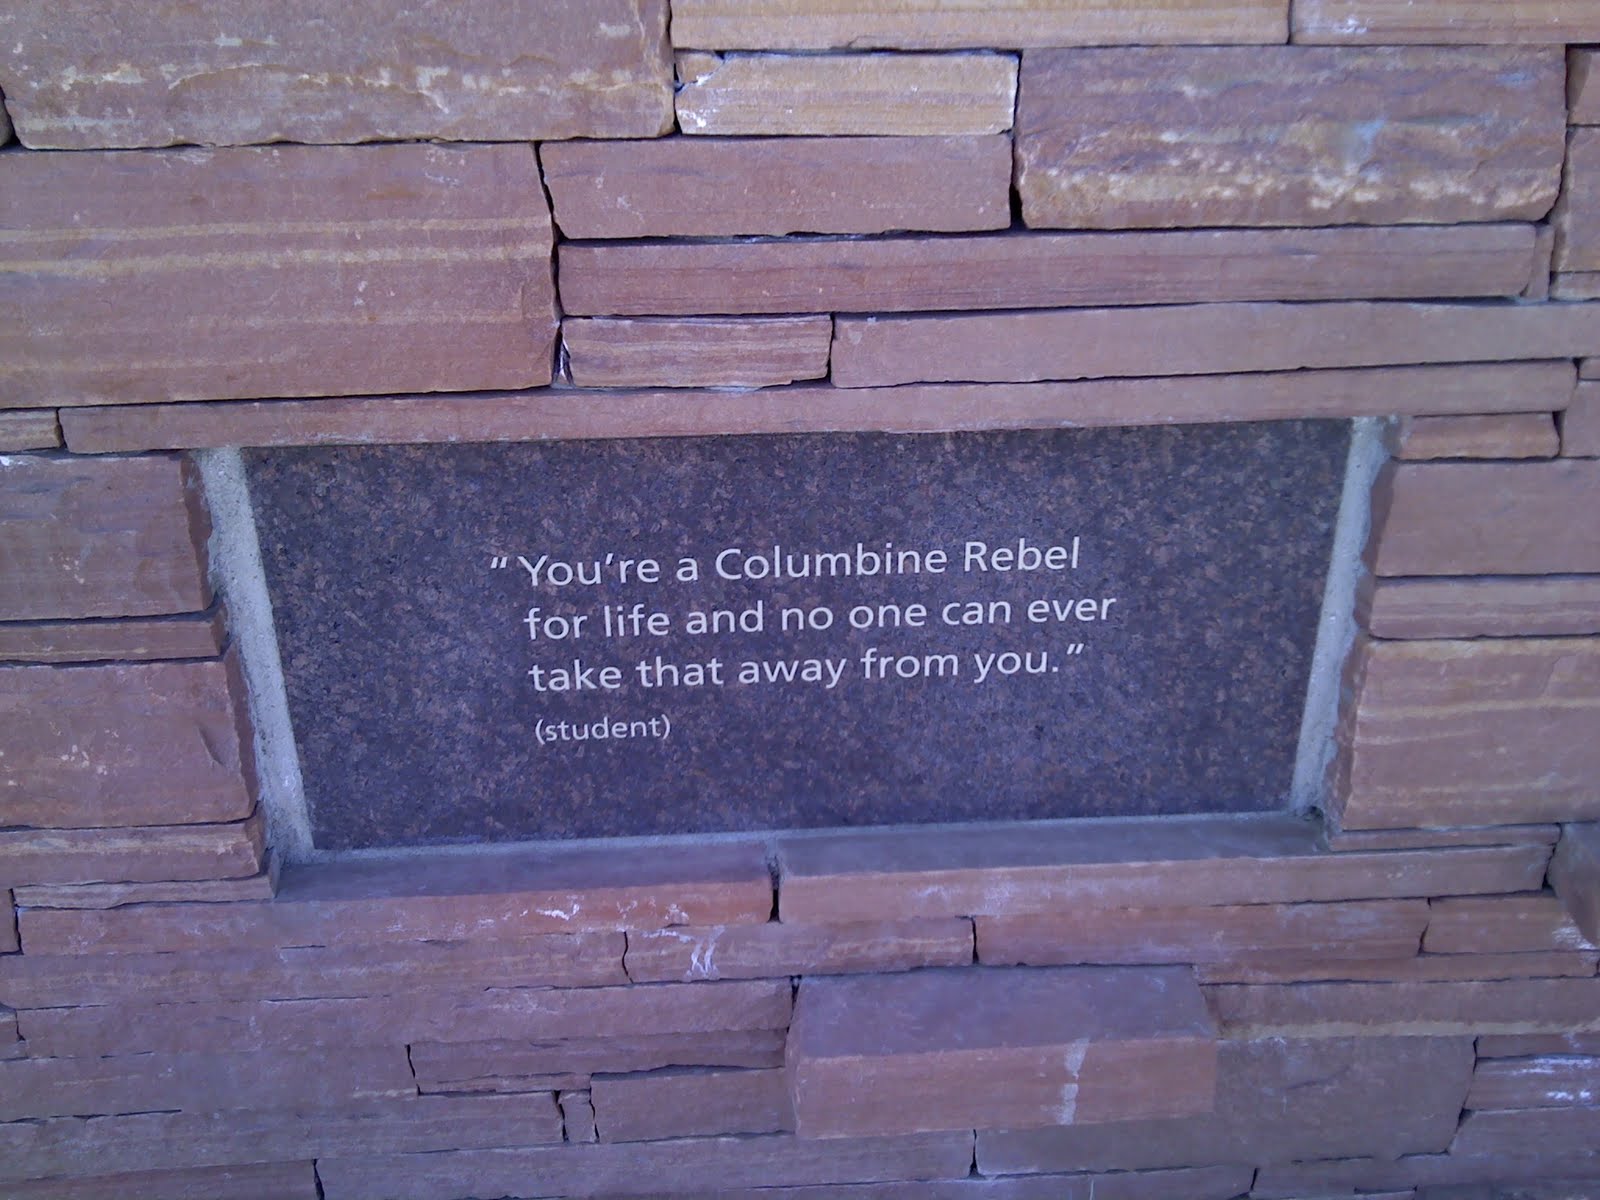 "You're a Columbine Rebel
for life and no one can ever
take that away from you."
(student)